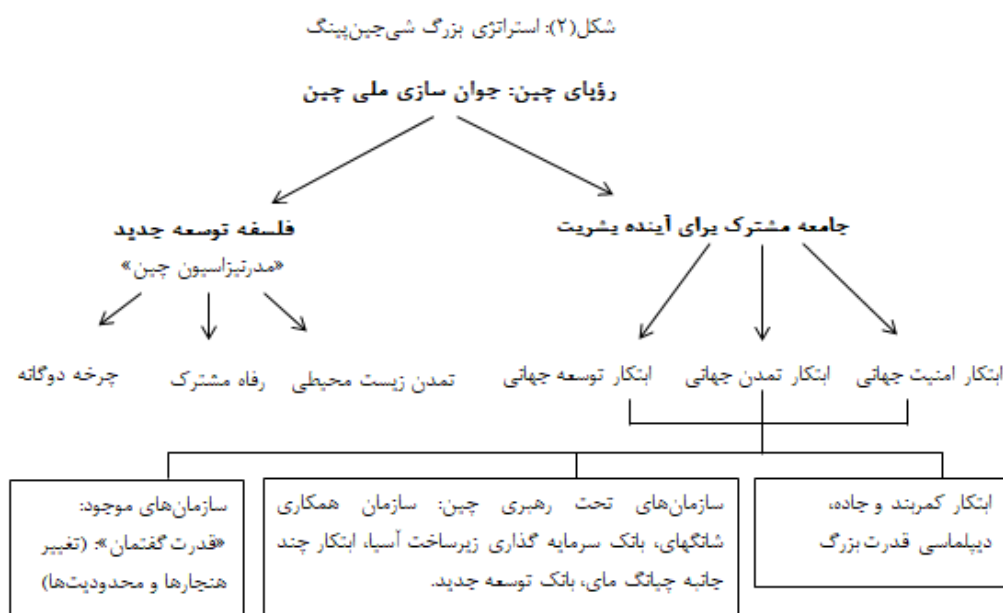 شکل(۲): استراتژی بزرگ شی‌جین‌پینگ
رؤیای چین: جوان سازی ملی چین
جامعه مشترک برای آینده بشریت
فلسفه توسعه جدید
«مدرنیزاسیون چین»
ابتکار امنیت جهانی
ابتکار تمدن جهانی
ابتکار توسعه جهانی
تمدن زیست محیطی
رفاه مشترک
چرخه دوگانه
ابتکار کمربند و جاده،
دیپلماسی قدرت بزرگ
سازمان‌های تحت رهبری چین: سازمان همکاری
شانگهای، بانک سرمایه گذاری زیرساخت آسیا، ابتکار چند
جانبه چیانگ مای، بانک توسعه جدید.
سازمان‌های موجود:
«قدرت گفتمان»: (تغییر
هنجارها و محدودیت‌ها)